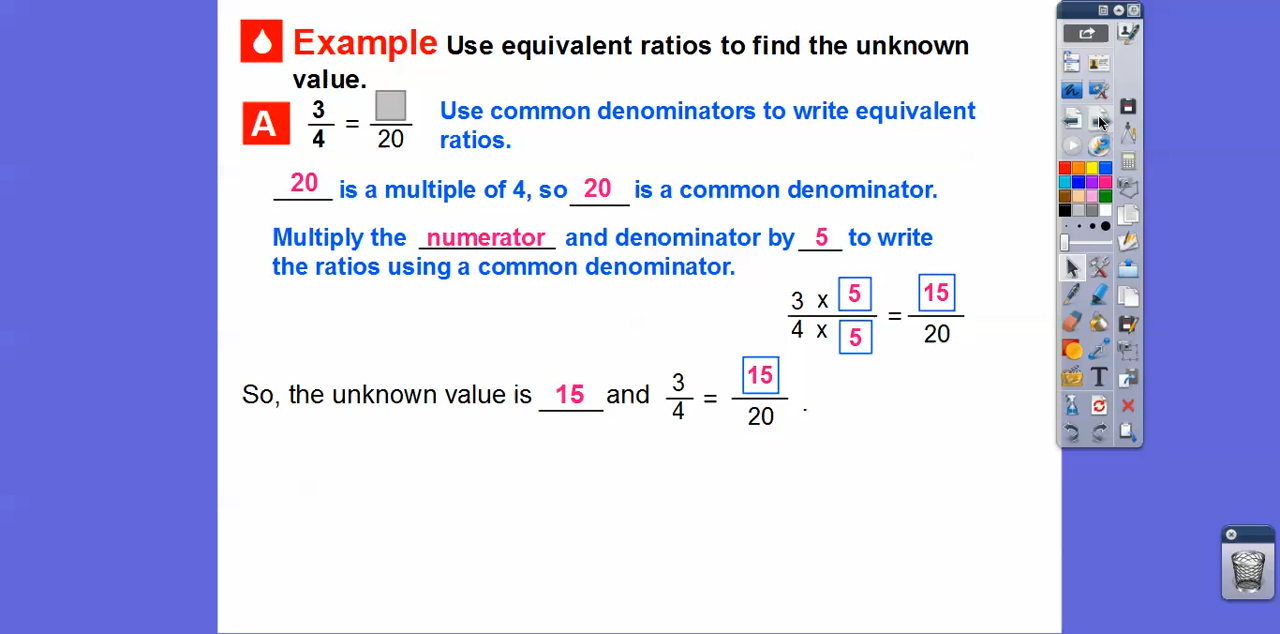 Example Use equivalent ratios to find the unknown
value.
A 3/4 = /20 Use common denominators to write equivalent
ratios.
20 is a multiple of 4, so 20 is a common denominator.
Multiply the numerator and denominator by 5 to write
the ratios using a common denominator.
3 x 5 / 4 x 5 = 15/20
So, the unknown value is 15 and 3/4 = 15/20 .